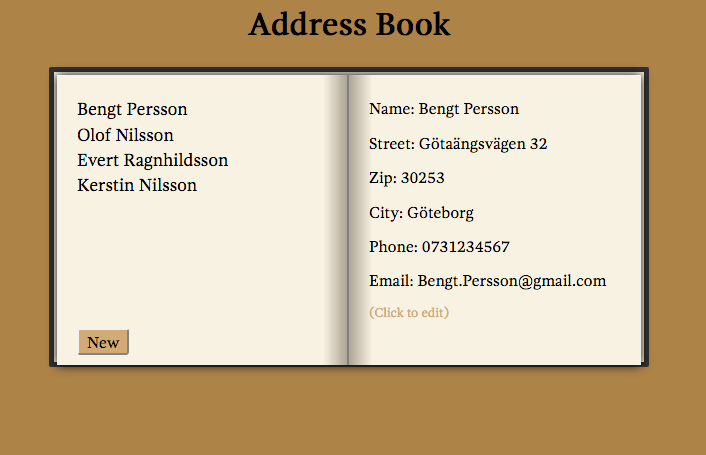 Address Book
Bengt Persson
Olof Nilsson
Evert Ragnhildsson
Kerstin Nilsson
New
Name: Bengt Persson
Street: Götaängsvägen 32
Zip: 30253
City: Göteborg
Phone: 0731234567
Email: Bengt.Persson@gmail.com
(Click to edit)